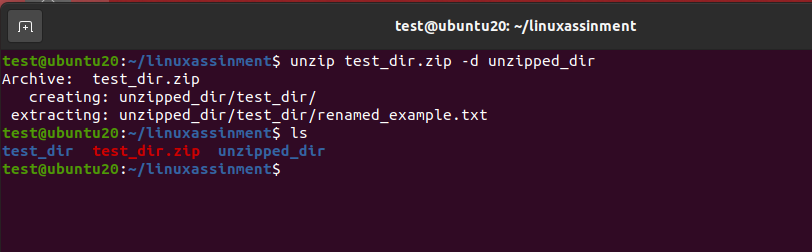 test@ubuntu20: ~/linuxassinment
test@ubuntu20:~/linuxassinment$ unzip test_dir.zip -d unzipped_dir
Archive:  test_dir.zip
   creating: unzipped_dir/test_dir/
 extracting: unzipped_dir/test_dir/renamed_example.txt
test@ubuntu20:~/linuxassinment$ ls
test_dir  test_dir.zip  unzipped_dir
test@ubuntu20:~/linuxassinment$